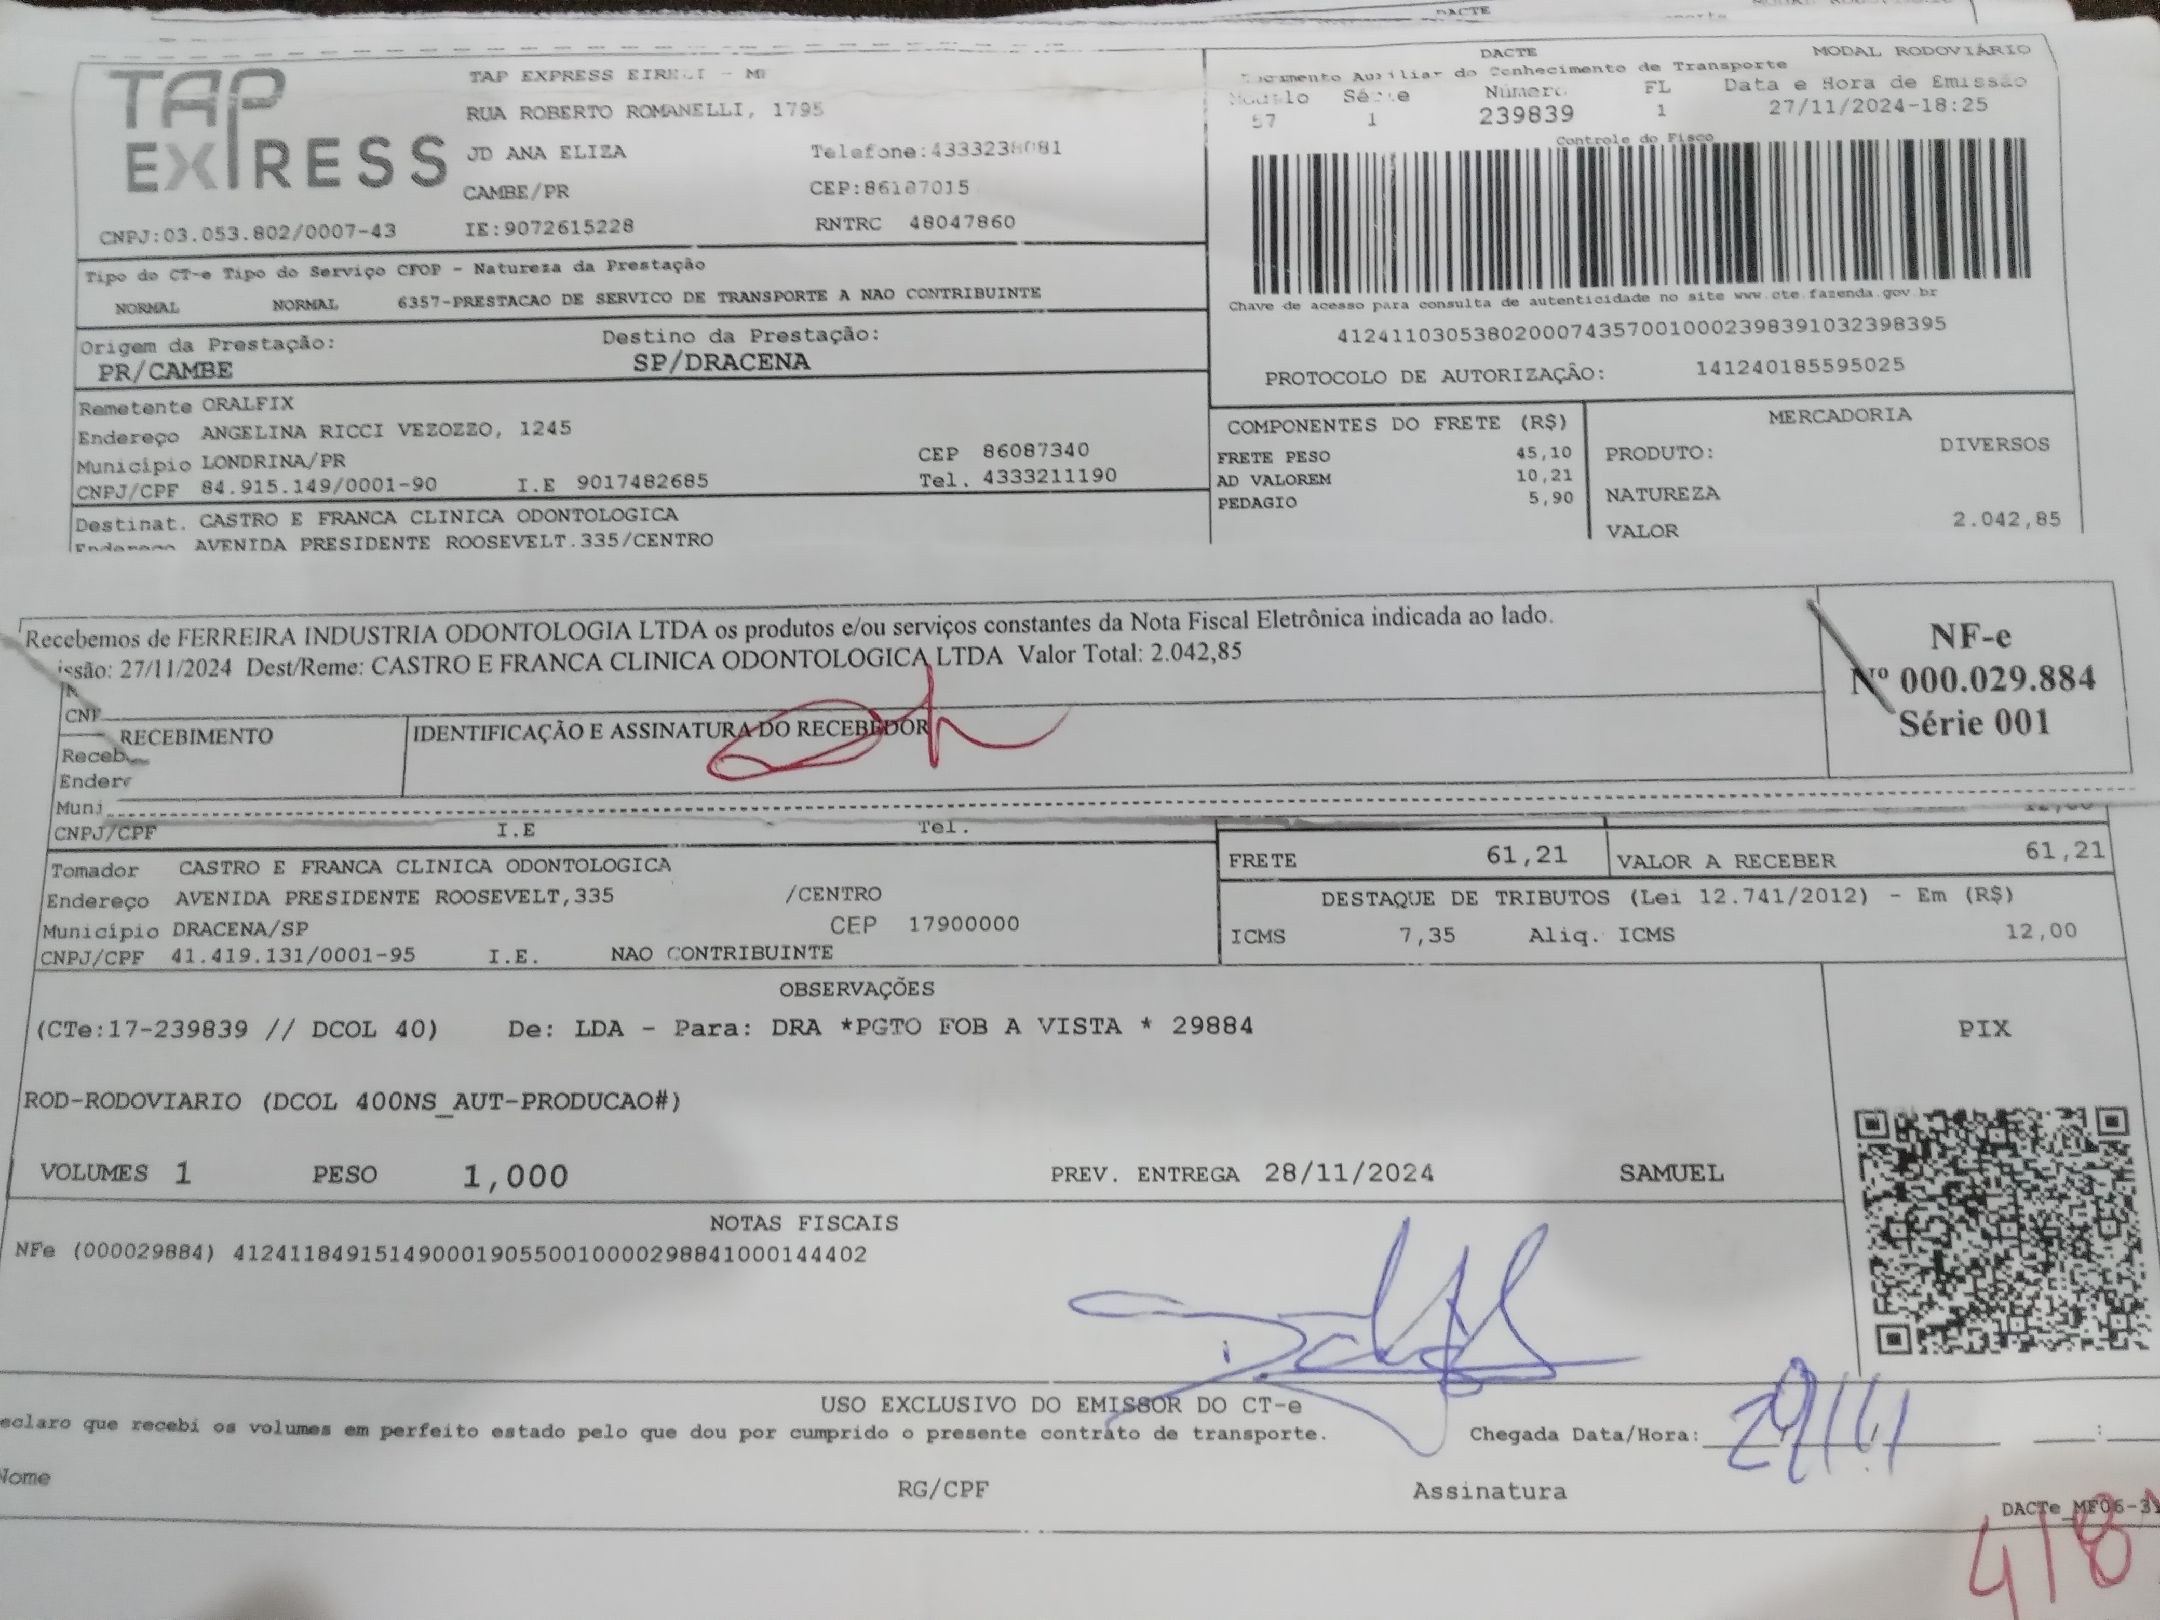 DACTE
TAP EXPRESS
TAP EXPRESS EIRELI - ME
RUA ROBERTO ROMANELLI, 1795
JD ANA ELIZA Telefone:4333238081
CAMBE/PR CEP:86187015
CNPJ:03.053.802/0007-43 IE:9072615228 RNTRC 48047860
DACTE MODAL RODOVIÁRIO
Documento Auxiliar do Conhecimento de Transporte
Modelo Série Número FL Data e Hora de Emissão
57 1 239839 1 27/11/2024-18:25
Controle do Fisco
Chave de acesso para consulta de autenticidade no site www.cte.fazenda.gov.br
41241103053802000743570010002398391032398395
PROTOCOLO DE AUTORIZAÇÃO: 141240185595025
Tipo do CT-e Tipo do Serviço CFOP - Natureza da Prestação
NORMAL NORMAL 6357-PRESTACAO DE SERVICO DE TRANSPORTE A NAO CONTRIBUINTE
Origem da Prestação: Destino da Prestação:
PR/CAMBE SP/DRACENA
Remetente ORALFIX
Endereço ANGELINA RICCI VEZOZZO, 1245
Município LONDRINA/PR CEP 86087340
CNPJ/CPF 84.915.149/0001-90 I.E 9017482685 Tel. 4333211190
Destinat. CASTRO E FRANCA CLINICA ODONTOLOGICA
Endereço AVENIDA PRESIDENTE ROOSEVELT.335/CENTRO
COMPONENTES DO FRETE (R$)
FRETE PESO 45,10
AD VALOREM 10,21
PEDAGIO 5,90
MERCADORIA
PRODUTO: DIVERSOS
NATUREZA
VALOR 2.042,85
Recebemos de FERREIRA INDUSTRIA ODONTOLOGIA LTDA os produtos e/ou serviços constantes da Nota Fiscal Eletrônica indicada ao lado.
issão: 27/11/2024 Dest/Reme: CASTRO E FRANCA CLINICA ODONTOLOGICA LTDA Valor Total: 2.042,85
NF-e
Nº 000.029.884
Série 001
RECEBIMENTO IDENTIFICAÇÃO E ASSINATURA DO RECEBEDOR
CNP
Receb
Endere
Muni
CNPJ/CPF I.E Tel.
Tomador CASTRO E FRANCA CLINICA ODONTOLOGICA
Endereço AVENIDA PRESIDENTE ROOSEVELT,335 /CENTRO
Município DRACENA/SP CEP 17900000
CNPJ/CPF 41.419.131/0001-95 I.E. NAO CONTRIBUINTE
FRETE 61,21 VALOR A RECEBER 61,21
DESTAQUE DE TRIBUTOS (Lei 12.741/2012) - Em (R$)
ICMS 7,35 Aliq. ICMS 12,00
OBSERVAÇÕES
(CTe:17-239839 // DCOL 40) De: LDA - Para: DRA *PGTO FOB A VISTA * 29884
PIX
ROD-RODOVIARIO (DCOL 400NS_AUT-PRODUCAO#)
VOLUMES 1 PESO 1,000 PREV. ENTREGA 28/11/2024 SAMUEL
NOTAS FISCAIS
NFe (000029884) 41241184915149000190550010000298841000144402
USO EXCLUSIVO DO EMISSOR DO CT-e
eclaro que recebi os volumes em perfeito estado pelo que dou por cumprido o presente contrato de transporte. Chegada Data/Hora: 29/11
Nome RG/CPF Assinatura
DACTe_MF06-31